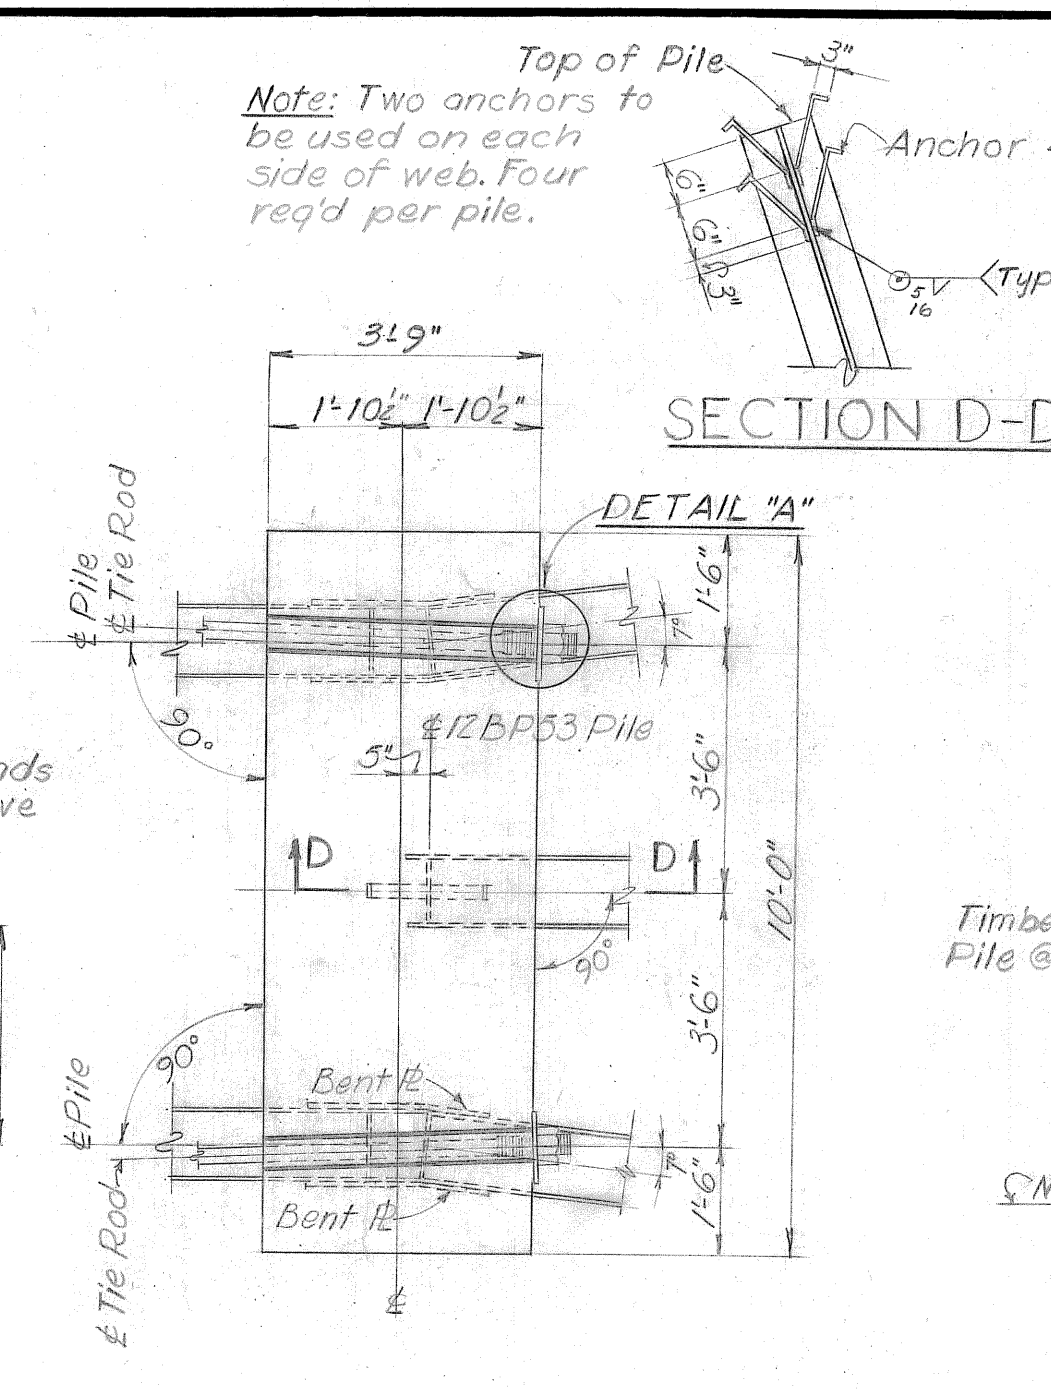 Top of Pile
3"
Note: Two anchors to
be used on each
side of web. Four
req'd per pile.
Anchor
6"
6"
3"
5/16
Typ
SECTION D-D
3'-9"
1'-10½" 1'-10½"
DETAIL "A"
℄ Pile
℄ Tie Rod
1'-6"
7°
90°
℄ 12BP53 Pile
5"
3'-6"
D
D
10'-0"
90°
3'-6"
Timbe
Pile @
90°
℄ Pile
Bent ℙL
7°
1'-6"
Bent ℙL
℄ Tie Rod
℄